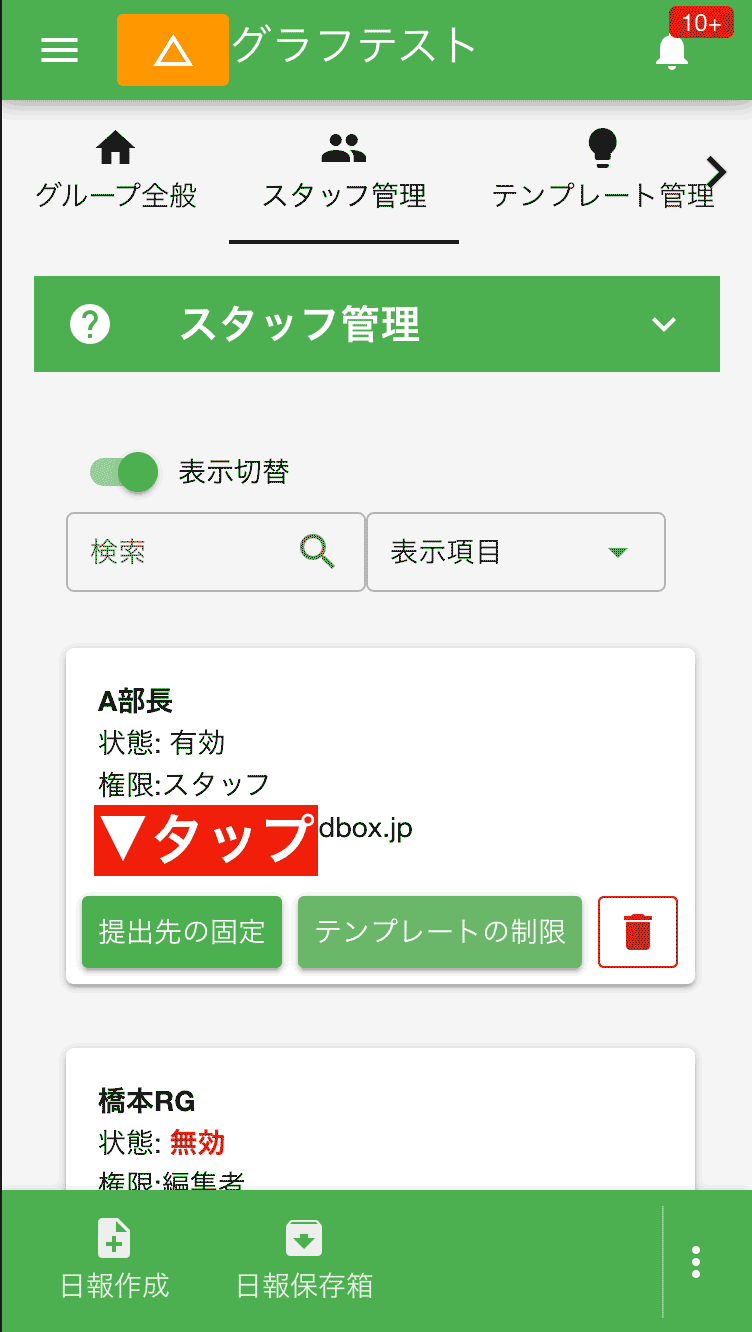 グラフテスト
10+
グループ全般
スタッフ管理
テンプレート管理
スタッフ管理
表示切替
検索
表示項目
A部長
状態: 有効
権限:スタッフ
▼タップdbox.jp
提出先の固定
テンプレートの制限
橋本RG
状態: 無効
権限:編集者
日報作成
日報保存箱